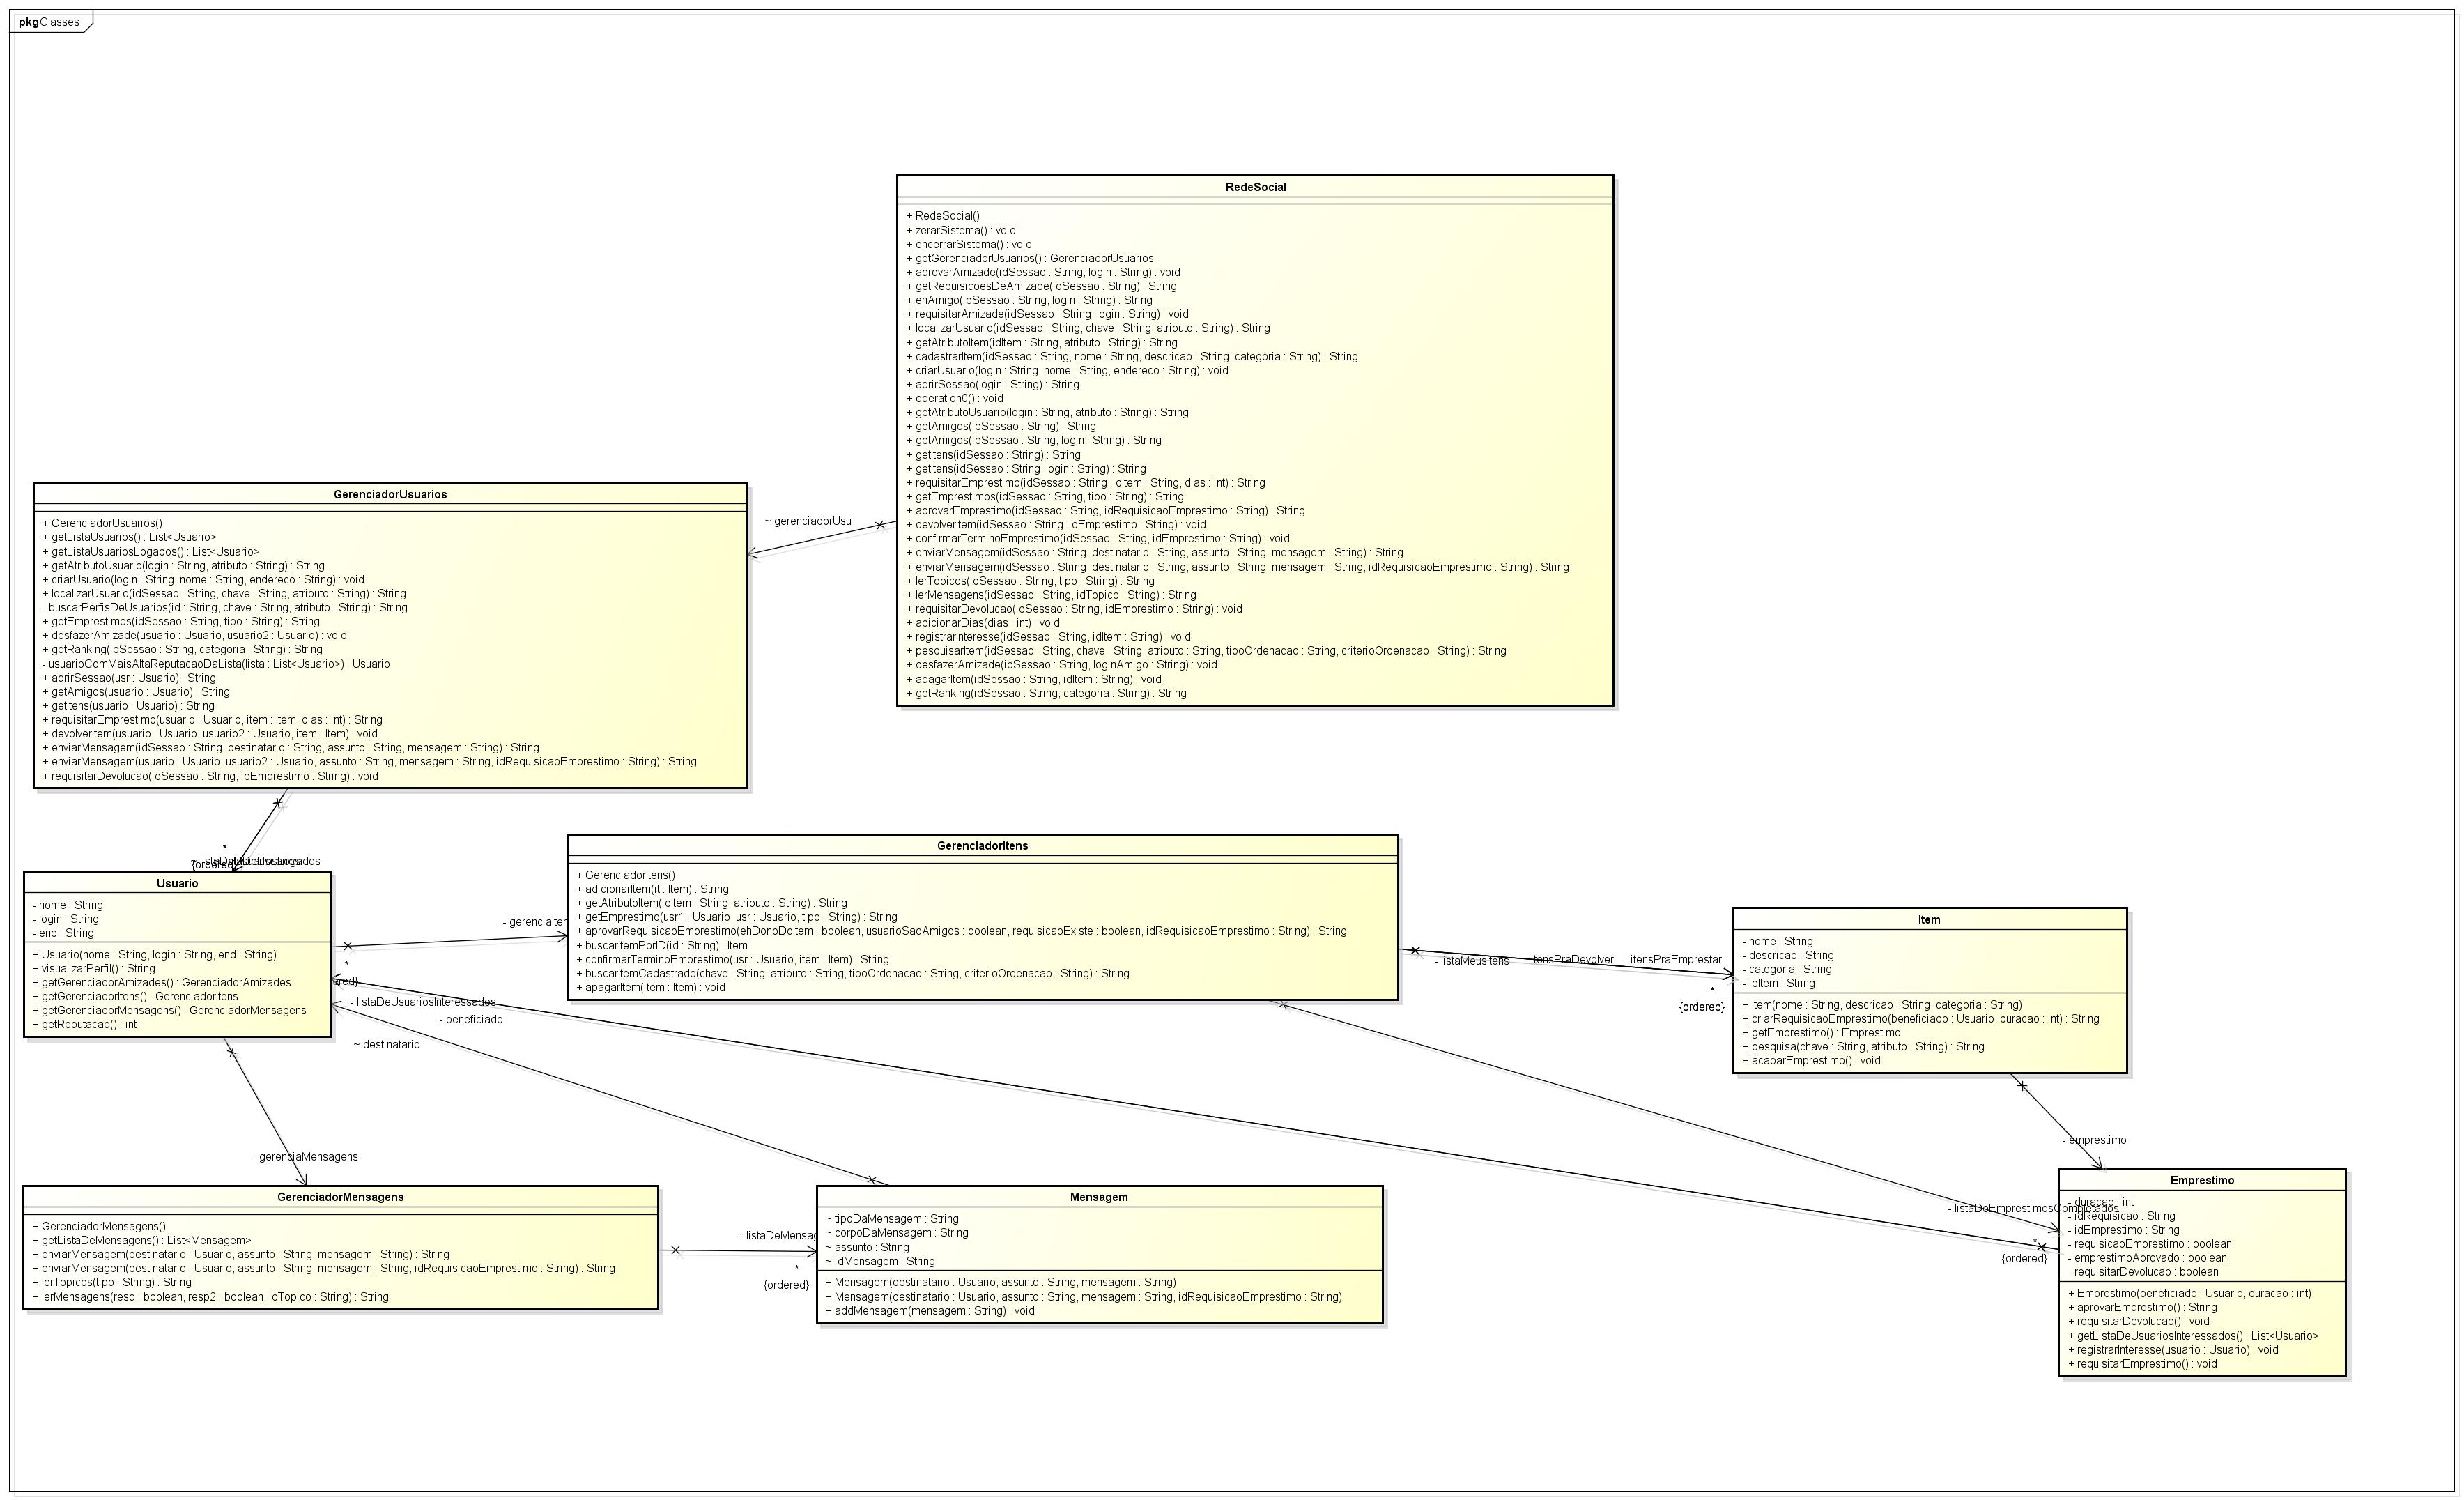 pkg Classes
RedeSocial
+ RedeSocial()
+ zerarSistema() : void
+ encerrarSistema() : void
+ getGerenciadorUsuarios() : GerenciadorUsuarios
+ aprovarAmizade(idSessao : String, login : String) : void
+ getRequisicoesDeAmizade(idSessao : String) : String
+ ehAmigo(idSessao : String, login : String) : String
+ requisitarAmizade(idSessao : String, login : String) : void
+ localizarUsuario(idSessao : String, chave : String, atributo : String) : String
+ getAtributoItem(idItem : String, atributo : String) : String
+ cadastrarItem(idSessao : String, nome : String, descricao : String, categoria : String) : String
+ criarUsuario(login : String, nome : String, endereco : String) : void
+ abrirSessao(login : String) : String
+ operation0() : void
+ getAtributoUsuario(login : String, atributo : String) : String
+ getAmigos(idSessao : String) : String
+ getAmigos(idSessao : String, login : String) : String
+ getItens(idSessao : String) : String
+ getItens(idSessao : String, login : String) : String
+ requisitarEmprestimo(idSessao : String, idItem : String, dias : int) : String
+ getEmprestimos(idSessao : String, tipo : String) : String
+ aprovarEmprestimo(idSessao : String, idRequisicaoEmprestimo : String) : String
+ devolverItem(idSessao : String, idEmprestimo : String) : void
+ confirmarTerminoEmprestimo(idSessao : String, idEmprestimo : String) : void
+ enviarMensagem(idSessao : String, destinatario : String, assunto : String, mensagem : String) : String
+ enviarMensagem(idSessao : String, destinatario : String, assunto : String, mensagem : String, idRequisicaoEmprestimo : String) : String
+ lerTopicos(idSessao : String, tipo : String) : String
+ lerMensagens(idSessao : String, idTopico : String) : String
+ requisitarDevolucao(idSessao : String, idEmprestimo : String) : void
+ adicionarDias(dias : int) : void
+ registrarInteresse(idSessao : String, idItem : String) : void
+ pesquisarItem(idSessao : String, chave : String, atributo : String, tipoOrdenacao : String, criterioOrdenacao : String) : String
+ desfazerAmizade(idSessao : String, loginAmigo : String) : void
+ apagarItem(idSessao : String, idItem : String) : void
+ getRanking(idSessao : String, categoria : String) : String
~ gerenciadorUsu
GerenciadorUsuarios
+ GerenciadorUsuarios()
+ getListaUsuarios() : List<Usuario>
+ getListaUsuariosLogados() : List<Usuario>
+ getAtributoUsuario(login : String, atributo : String) : String
+ criarUsuario(login : String, nome : String, endereco : String) : void
+ localizarUsuario(idSessao : String, chave : String, atributo : String) : String
- buscarPerfisDeUsuarios(id : String, chave : String, atributo : String) : String
+ getEmprestimos(idSessao : String, tipo : String) : String
+ desfazerAmizade(usuario : Usuario, usuario2 : Usuario) : void
+ getRanking(idSessao : String, categoria : String) : String
- usuarioComMaisAltaReputacaoDaLista(lista : List<Usuario>) : Usuario
+ abrirSessao(usr : Usuario) : String
+ getAmigos(usuario : Usuario) : String
+ getItens(usuario : Usuario) : String
+ requisitarEmprestimo(usuario : Usuario, item : Item, dias : int) : String
+ devolverItem(usuario : Usuario, usuario2 : Usuario, item : Item) : void
+ enviarMensagem(idSessao : String, destinatario : String, assunto : String, mensagem : String) : String
+ enviarMensagem(usuario : Usuario, usuario2 : Usuario, assunto : String, mensagem : String, idRequisicaoEmprestimo : String) : String
+ requisitarDevolucao(idSessao : String, idEmprestimo : String) : void
*
{ordered}
Usuario
- nome : String
- login : String
- end : String
+ Usuario(nome : String, login : String, end : String)
+ visualizarPerfil() : String
+ getGerenciadorAmizades() : GerenciadorAmizades
+ getGerenciadorItens() : GerenciadorItens
+ getGerenciadorMensagens() : GerenciadorMensagens
+ getReputacao() : int
- gerenciaIten
*
red}
- listaDeUsuariosInteressados
- beneficiado
~ destinatario
GerenciadorItens
+ GerenciadorItens()
+ adicionarItem(it : Item) : String
+ getAtributoItem(idItem : String, atributo : String) : String
+ getEmprestimo(usr1 : Usuario, usr : Usuario, tipo : String) : String
+ aprovarRequisicaoEmprestimo(ehDonoDoItem : boolean, usuarioSaoAmigos : boolean, requisicaoExiste : boolean, idRequisicaoEmprestimo : String) : String
+ buscarItemPorID(id : String) : Item
+ confirmarTerminoEmprestimo(usr : Usuario, item : Item) : String
+ buscarItemCadastrado(chave : String, atributo : String, tipoOrdenacao : String, criterioOrdenacao : String) : String
+ apagarItem(item : Item) : void
- listaMeusItens
- itensPraDevolver
- itensPraEmprestar
*
{ordered}
Item
- nome : String
- descricao : String
- categoria : String
- idItem : String
+ Item(nome : String, descricao : String, categoria : String)
+ criarRequisicaoEmprestimo(beneficiado : Usuario, duracao : int) : String
+ getEmprestimo() : Emprestimo
+ pesquisa(chave : String, atributo : String) : String
+ acabarEmprestimo() : void
- emprestimo
- gerenciaMensagens
GerenciadorMensagens
+ GerenciadorMensagens()
+ getListaDeMensagens() : List<Mensagem>
+ enviarMensagem(destinatario : Usuario, assunto : String, mensagem : String) : String
+ enviarMensagem(destinatario : Usuario, assunto : String, mensagem : String, idRequisicaoEmprestimo : String) : String
+ lerTopicos(tipo : String) : String
+ lerMensagens(resp : boolean, resp2 : boolean, idTopico : String) : String
- listaDeMensag
*
{ordered}
Mensagem
~ tipoDaMensagem : String
~ corpoDaMensagem : String
~ assunto : String
~ idMensagem : String
+ Mensagem(destinatario : Usuario, assunto : String, mensagem : String)
+ Mensagem(destinatario : Usuario, assunto : String, mensagem : String, idRequisicaoEmprestimo : String)
+ addMensagem(mensagem : String) : void
- listaDeEmprestimosCompletados
*
{ordered}
Emprestimo
- duracao : int
- idRequisicao : String
- idEmprestimo : String
- requisicaoEmprestimo : boolean
- emprestimoAprovado : boolean
- requisitarDevolucao : boolean
+ Emprestimo(beneficiado : Usuario, duracao : int)
+ aprovarEmprestimo() : String
+ requisitarDevolucao() : void
+ getListaDeUsuariosInteressados() : List<Usuario>
+ registrarInteresse(usuario : Usuario) : void
+ requisitarEmprestimo() : void